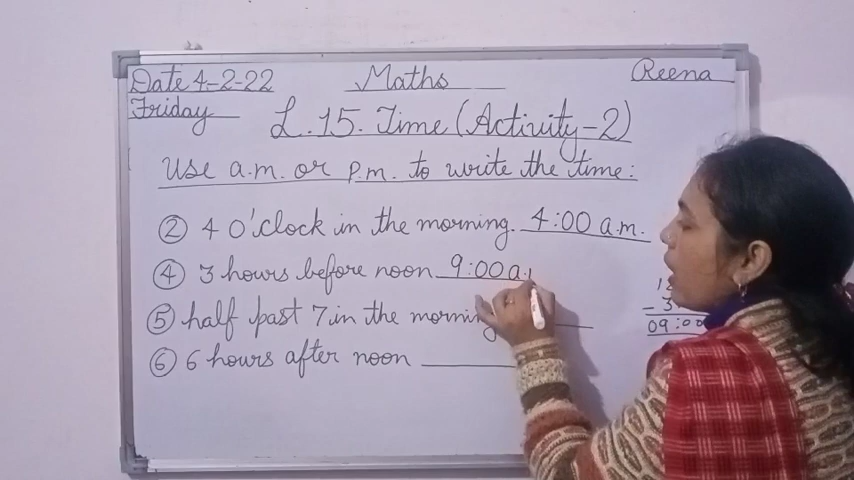 Date 4-2-22 Maths Reena
Friday
L.15. Time (Activity-2)
Use a.m. or p.m. to write the time:
② 4 O'clock in the morning. 4:00 a.m.
④ 3 hours before noon 9:00 a.
⑤ half past 7 in the morning
⑥ 6 hours after noon
- 3
09:00